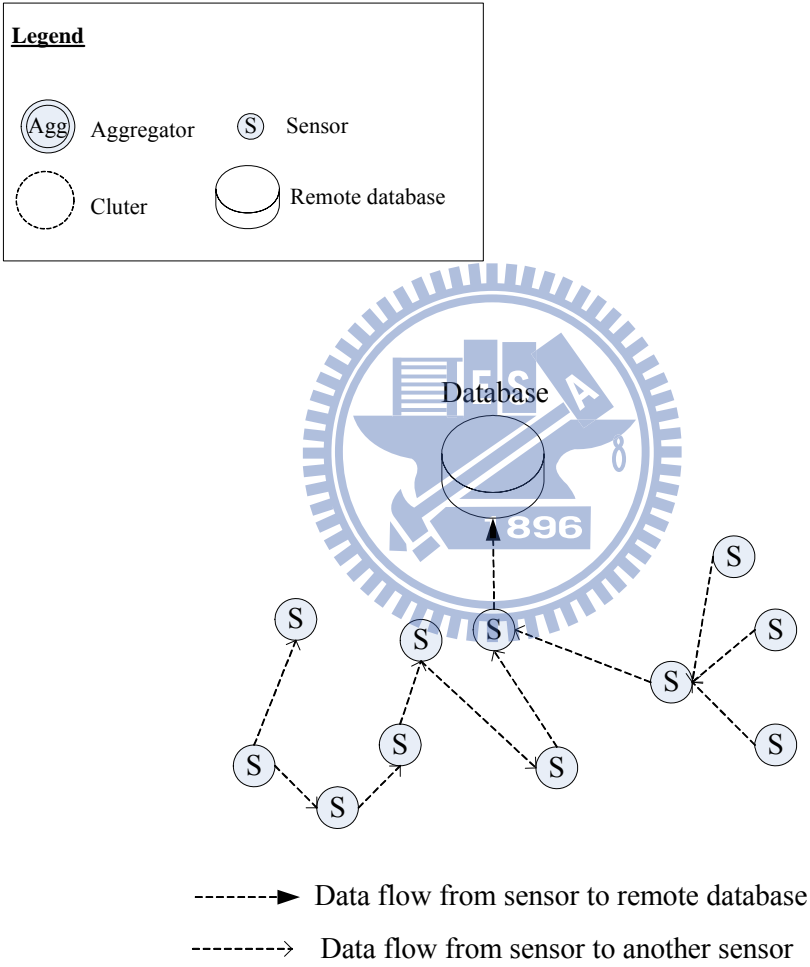 Legend
Agg Aggregator S Sensor
Cluter Remote database
ES
A
Database
1896
S
S
S
S
S
S
S
S
S
S
S
Data flow from sensor to remote database
Data flow from sensor to another sensor